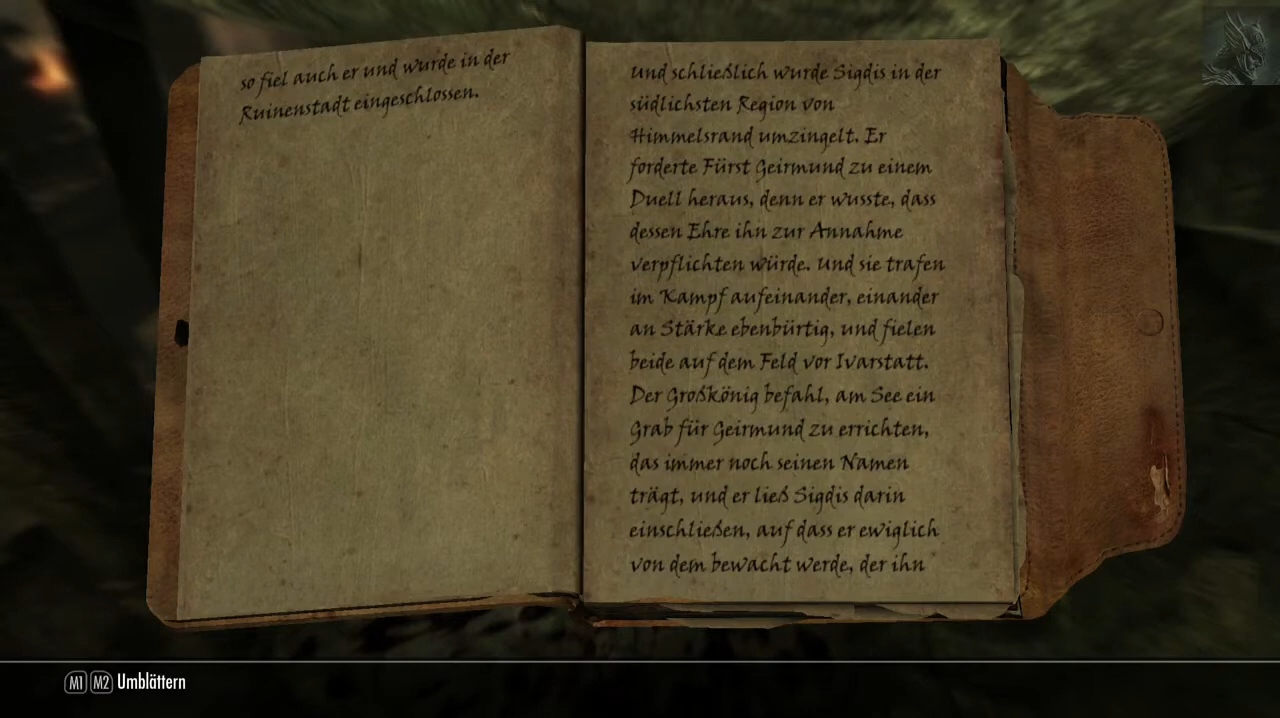 so fiel auch er und wurde in der
Ruinenstadt eingeschlossen.
Und schließlich wurde Sigdis in der
südlichsten Region von
Himmelsrand umzingelt. Er
forderte Fürst Geirmund zu einem
Duell heraus, denn er wusste, dass
dessen Ehre ihn zur Annahme
verpflichten würde. Und sie trafen
im Kampf aufeinander, einander
an Stärke ebenbürtig, und fielen
beide auf dem Feld vor Ivarstatt.
Der Großkönig befahl, am See ein
Grab für Geirmund zu errichten,
das immer noch seinen Namen
trägt, und er ließ Sigdis darin
einschließen, auf dass er ewiglich
von dem bewacht werde, der ihn
M1 M2 Umblättern